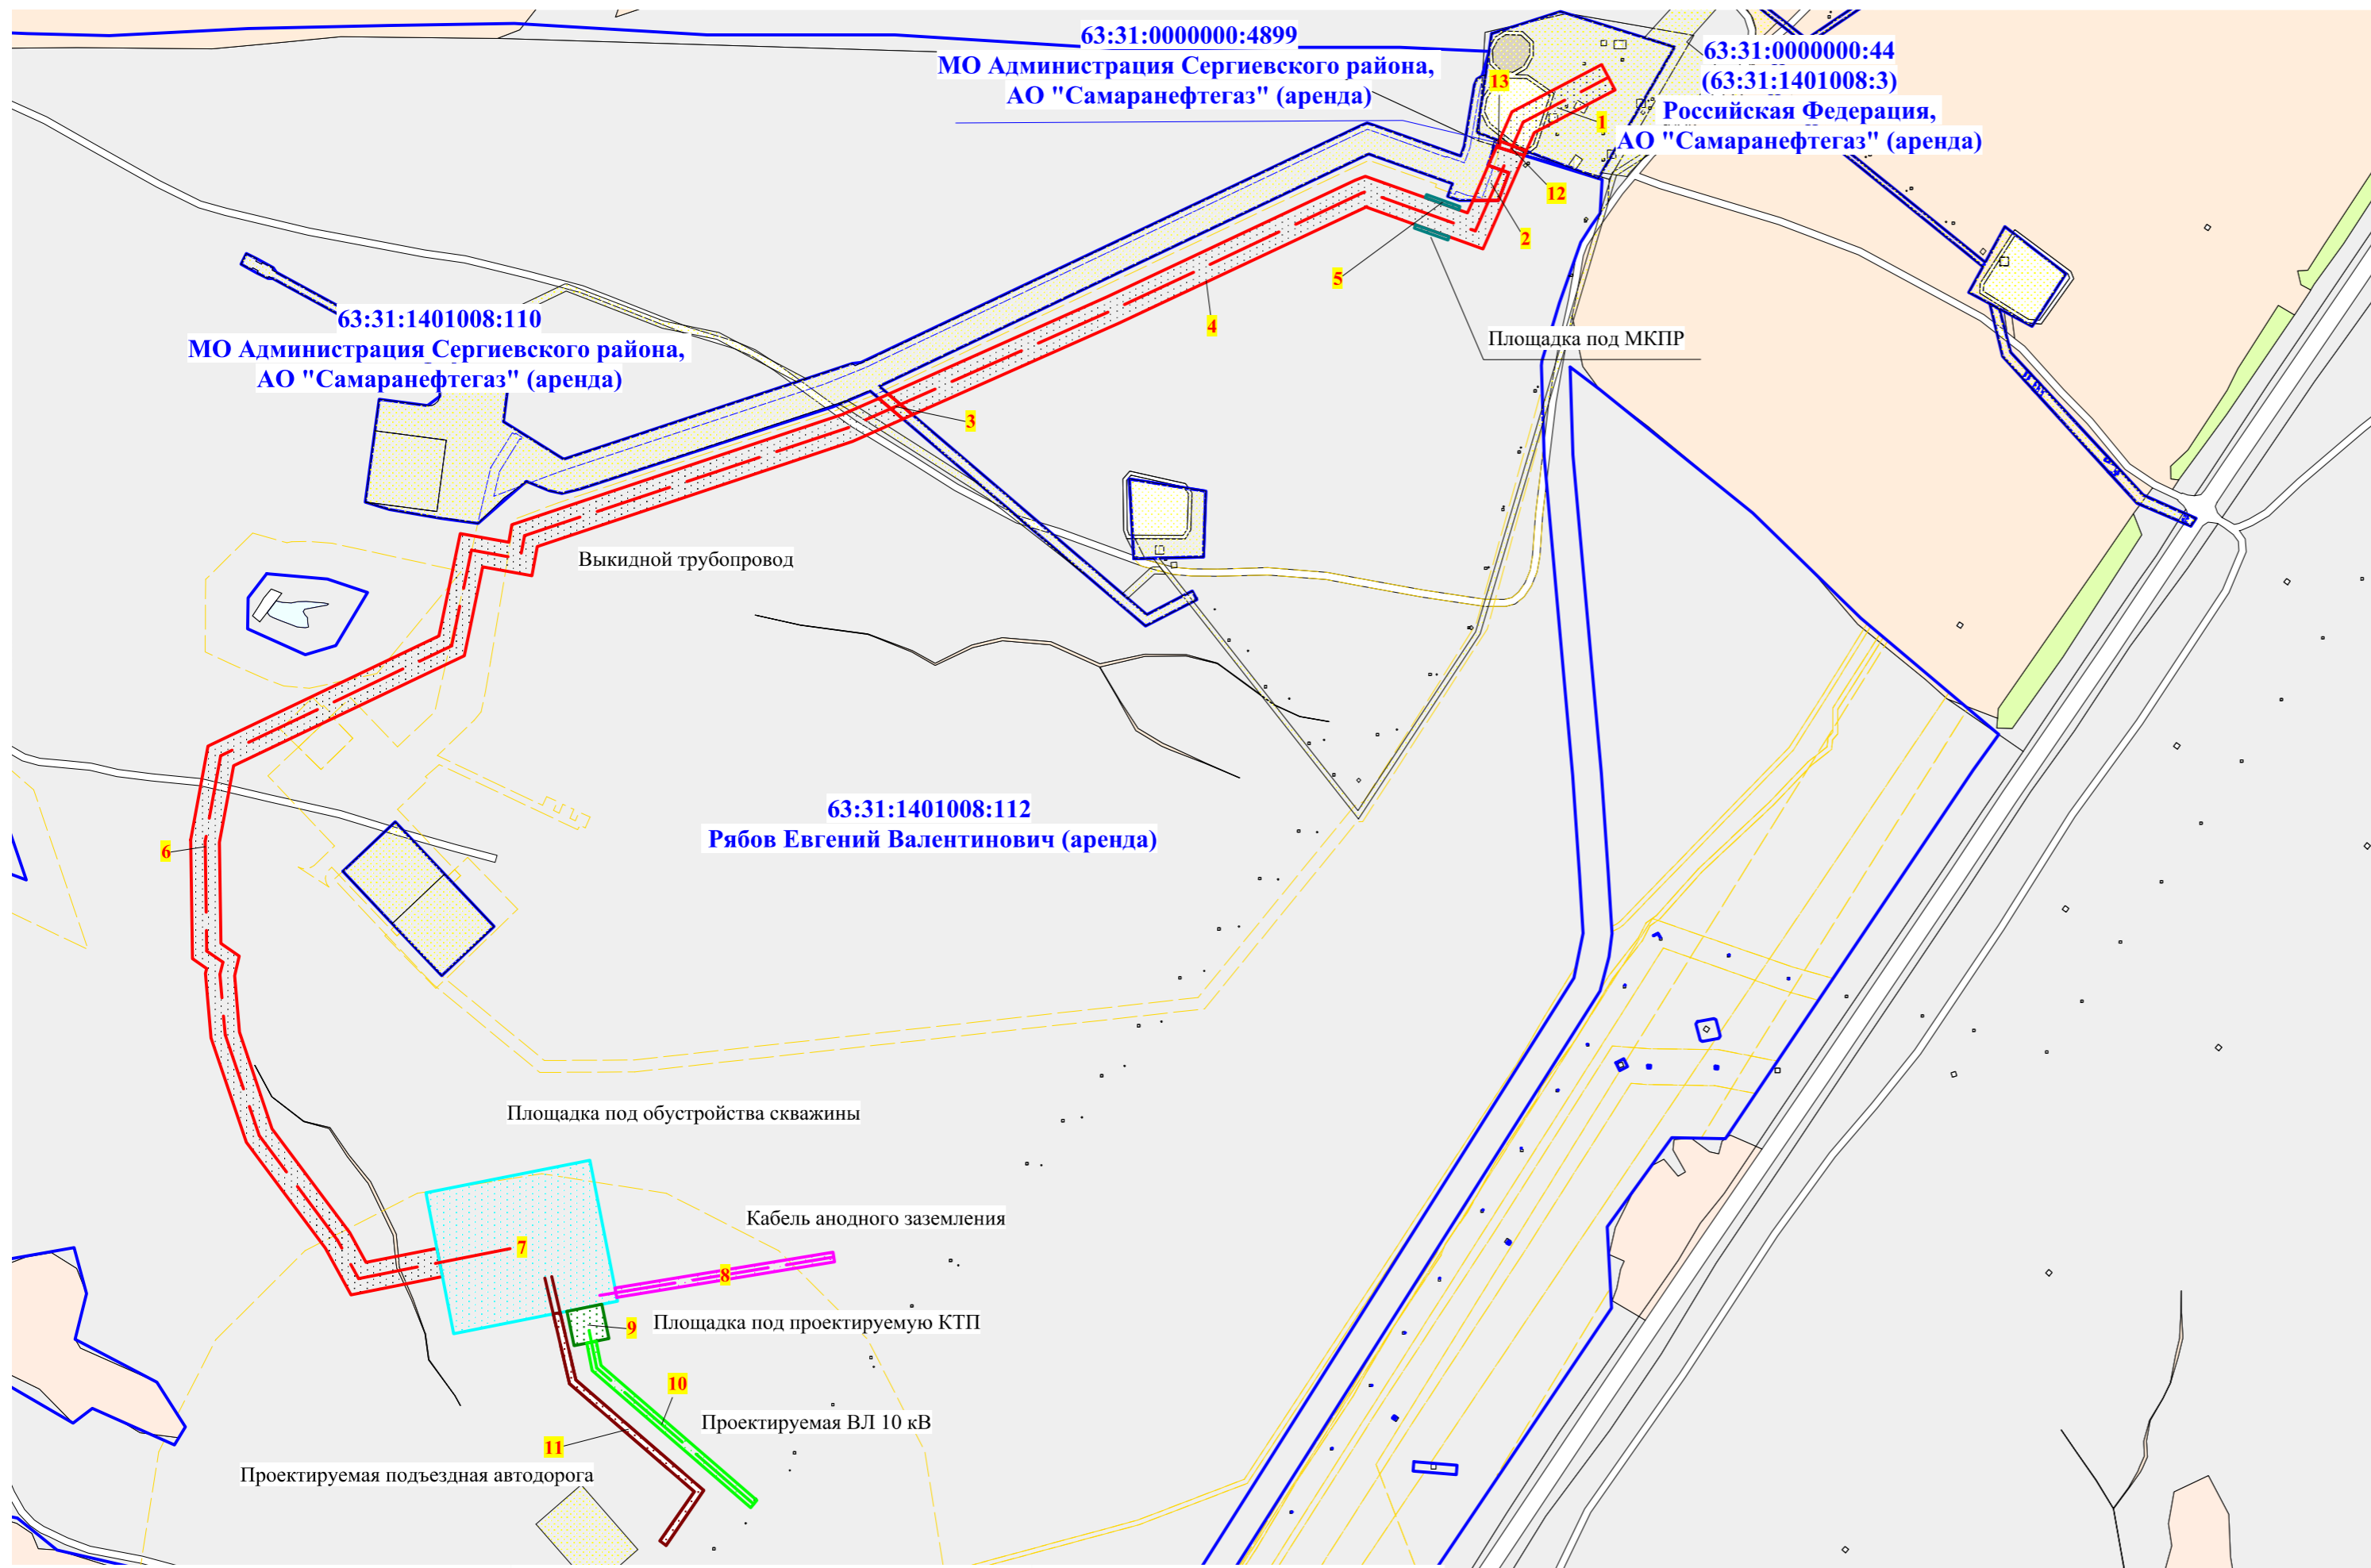 63:31:0000000:4899
МО Администрация Сергиевского района,
АО "Самаранефтегаз" (аренда)
63:31:0000000:44
(63:31:1401008:3)
Российская Федерация,
АО "Самаранефтегаз" (аренда)
13
1
12
2
5
4
Площадка под МКПР
63:31:1401008:110
МО Администрация Сергиевского района,
АО "Самаранефтегаз" (аренда)
3
Выкидной трубопровод
63:31:1401008:112
Рябов Евгений Валентинович (аренда)
6
Площадка под обустройства скважины
Кабель анодного заземления
7
8
9
Площадка под проектируемую КТП
10
Проектируемая ВЛ 10 кВ
11
Проектируемая подъездная автодорога